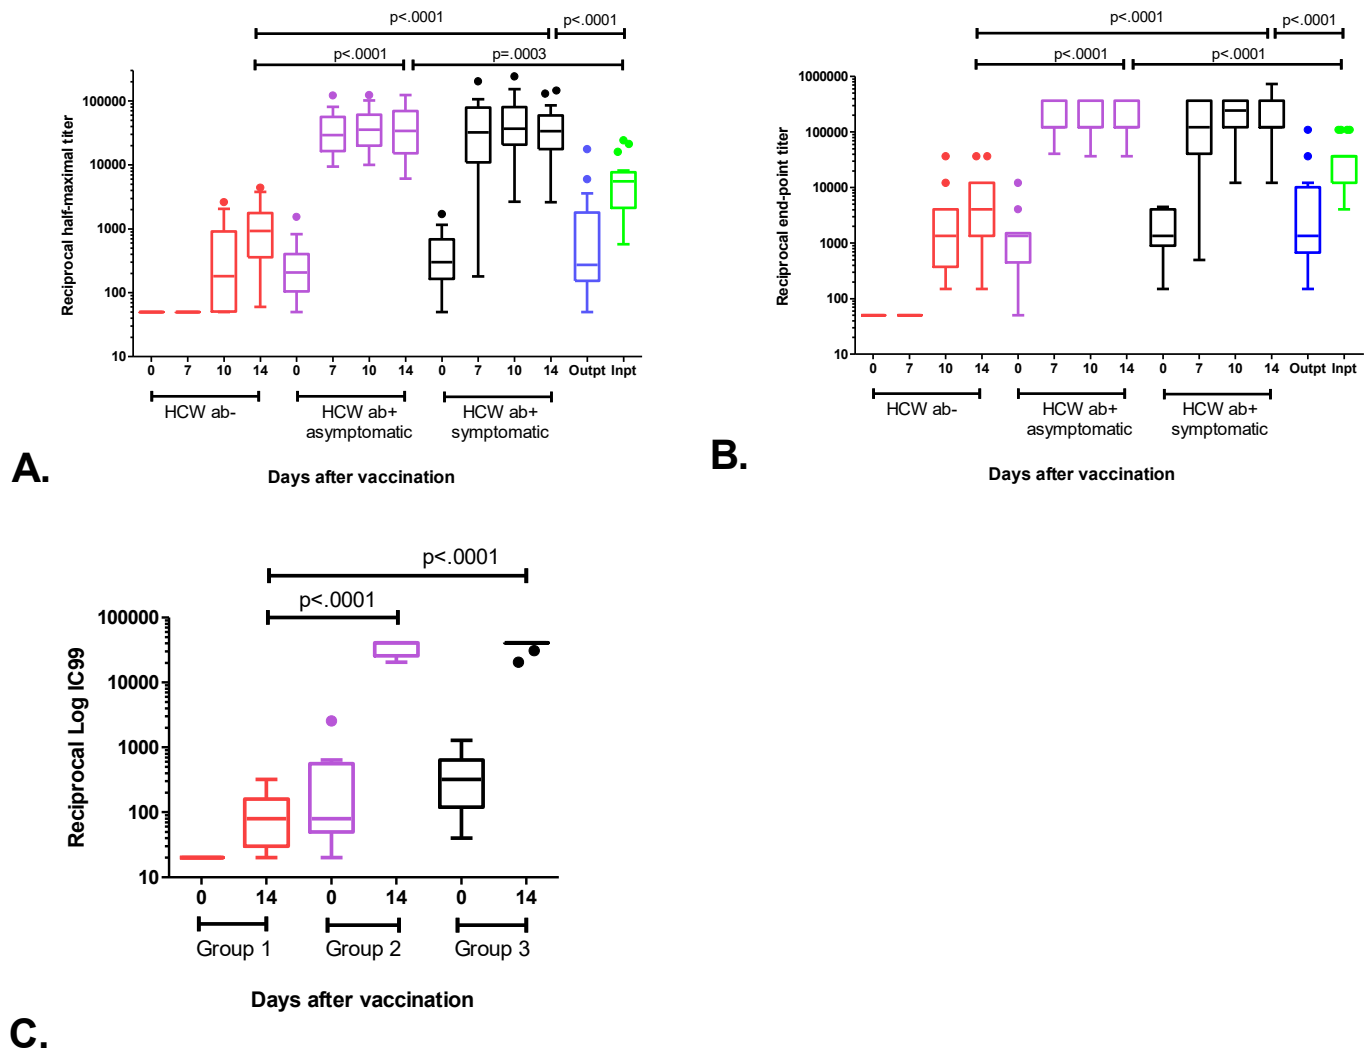 p<.0001
p<.0001
p<.0001
p=.0003
Reciprocal half-maximal titer
100000
10000
1000
100
10
0 7 10 14 0 7 10 14 0 7 10 14 Outpt Inpt
HCW ab-
HCW ab+
asymptomatic
HCW ab+
symptomatic
Days after vaccination
A.
p<.0001
p<.0001
p<.0001
p<.0001
Reciprocal end-point titer
1000000
100000
10000
1000
100
10
0 7 10 14 0 7 10 14 0 7 10 14 Outpt Inpt
HCW ab-
HCW ab+
asymptomatic
HCW ab+
symptomatic
Days after vaccination
B.
p<.0001
p<.0001
Reciprocal Log IC99
100000
10000
1000
100
10
0 14 0 14 0 14
Group 1 Group 2 Group 3
Days after vaccination
C.